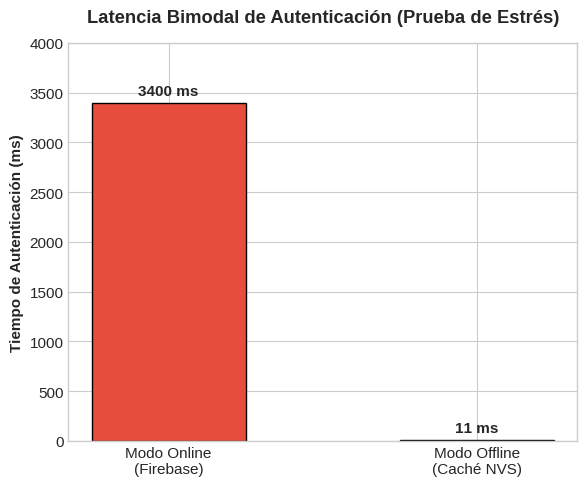 Latencia Bimodal de Autenticación (Prueba de Estrés)
Tiempo de Autenticación (ms)
4000
3500
3000
2500
2000
1500
1000
500
0
3400 ms
11 ms
Modo Online
(Firebase)
Modo Offline
(Caché NVS)